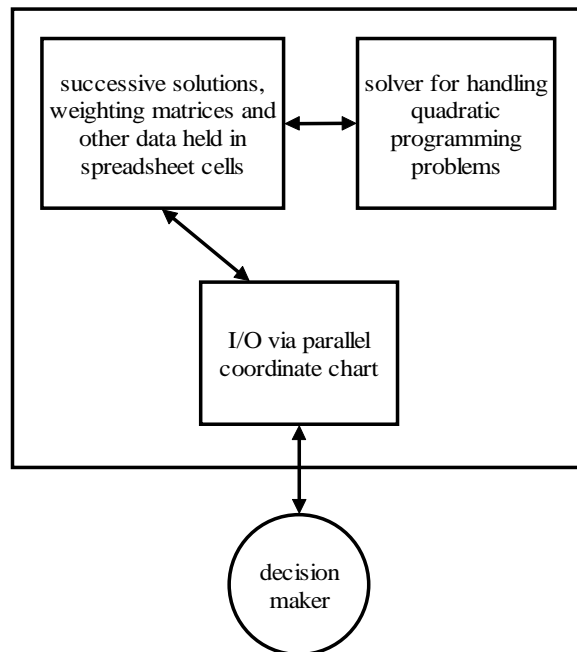 successive solutions,
weighting matrices and
other data held in
spreadsheet cells
solver for handling
quadratic
programming
problems
I/O via parallel
coordinate chart
decision
maker